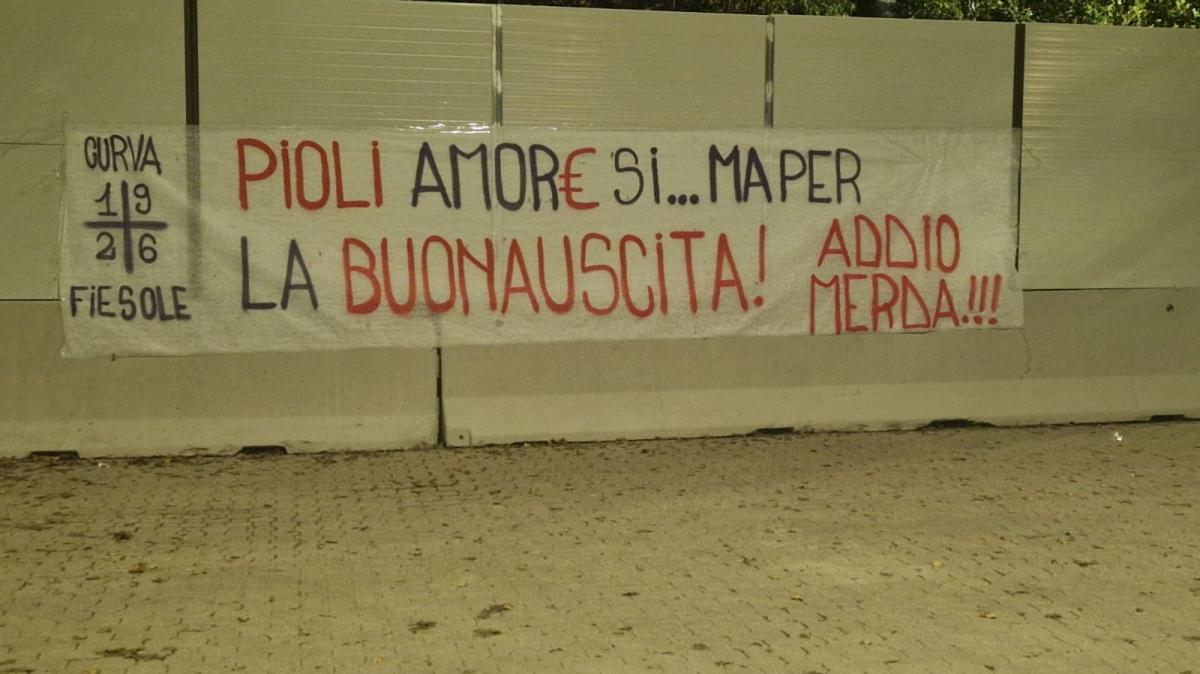 CURVA
19
26
FiESOLE
PiOLi AMOR€ Si... MA PER
LA BUONAUSCiTA!
ADDIO
MERDA!!!